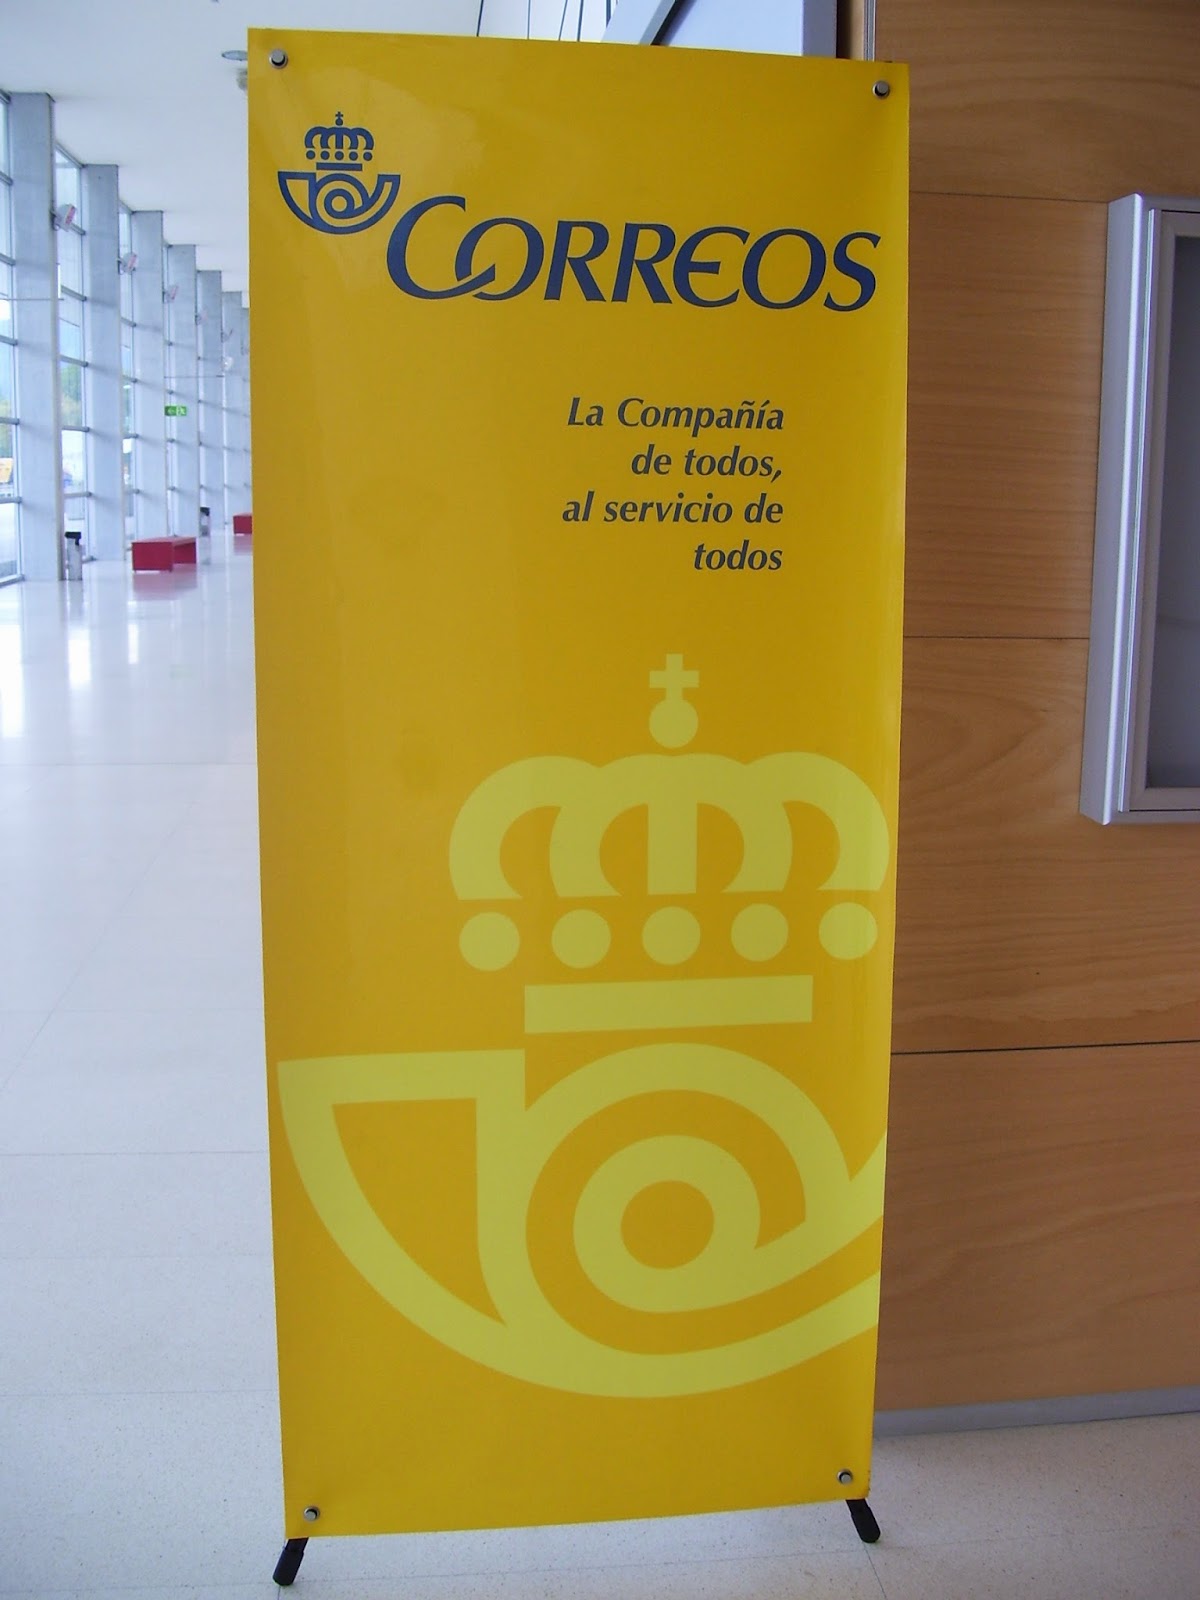 CORREOS
La Compañía
de todos,
al servicio de
todos